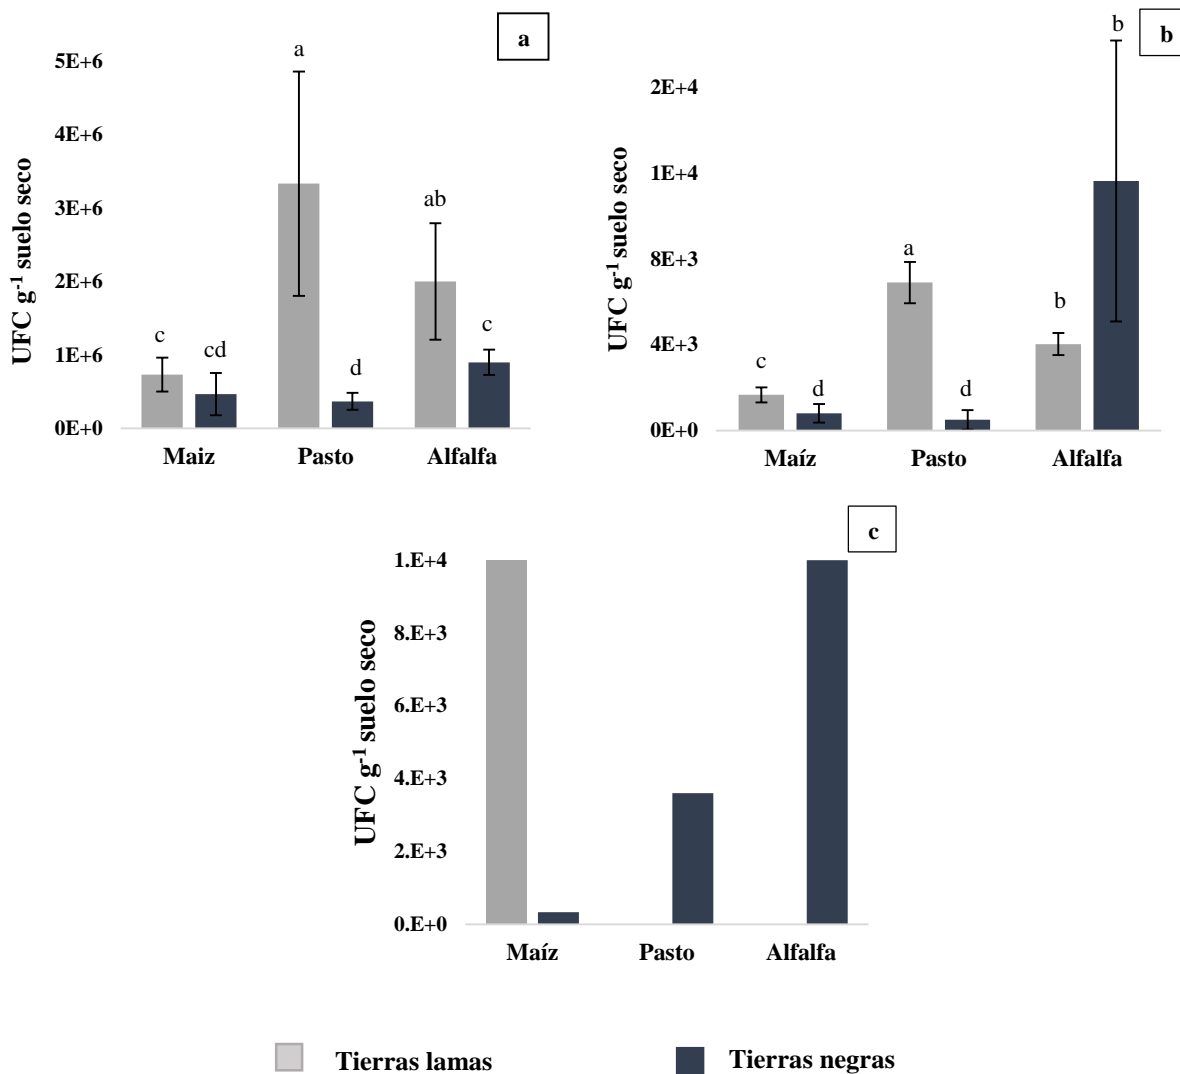 a
UFC g-1 suelo seco
5E+6
4E+6
3E+6
2E+6
1E+6
0E+0
a
ab
c
cd
d
c
Maiz Pasto Alfalfa
b
UFC g-1 suelo seco
2E+4
1E+4
8E+3
4E+3
0E+0
b
a
b
c
d
d
Maíz Pasto Alfalfa
c
UFC g-1 suelo seco
1.E+4
8.E+3
6.E+3
4.E+3
2.E+3
0.E+0
Maíz Pasto Alfalfa
Tierras lamas Tierras negras